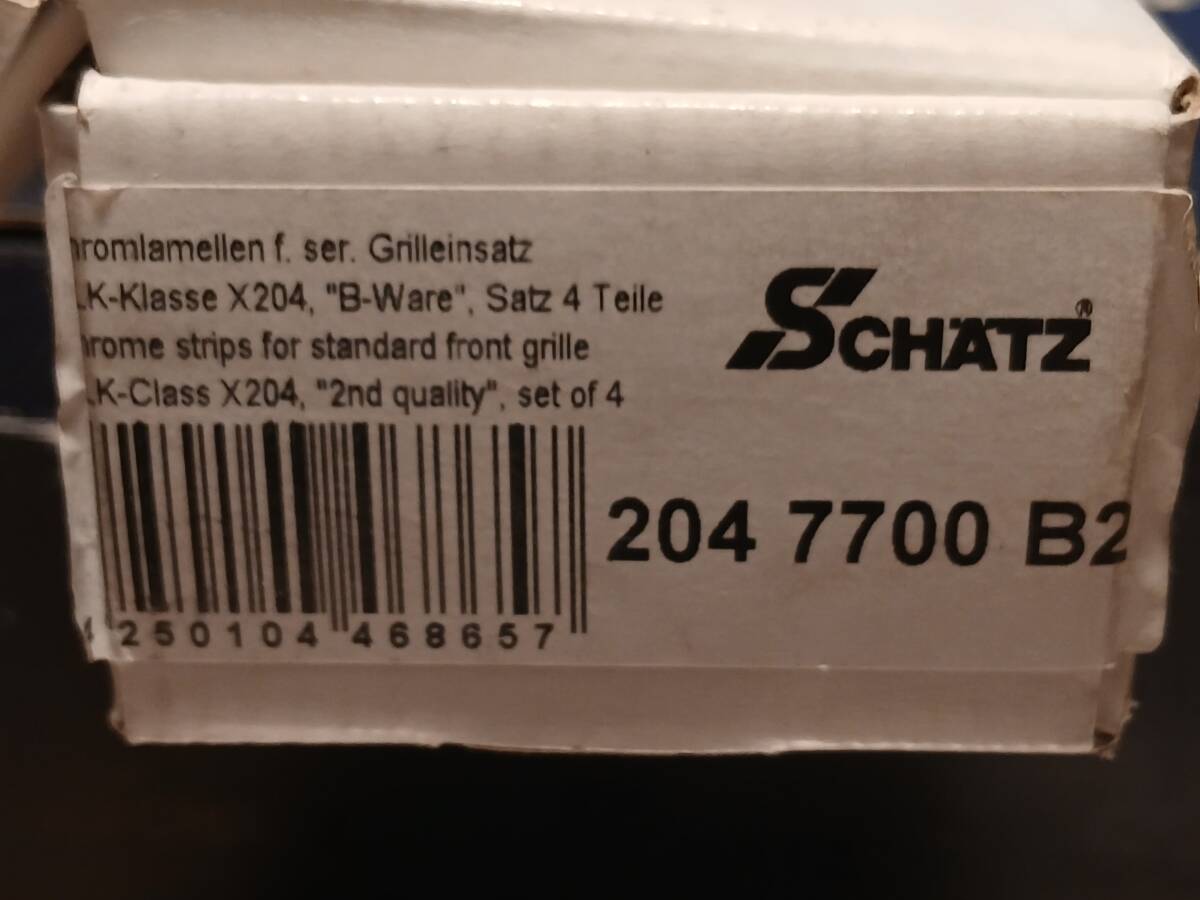 hromlamellen f. ser. Grilleinsatz
LK-Klasse X204, "B-Ware", Satz 4 Teile
hrome strips for standard front grille
LK-Class X204, "2nd quality", set of 4
SCHÄTZ®
204 7700 B2
4 250104 468657